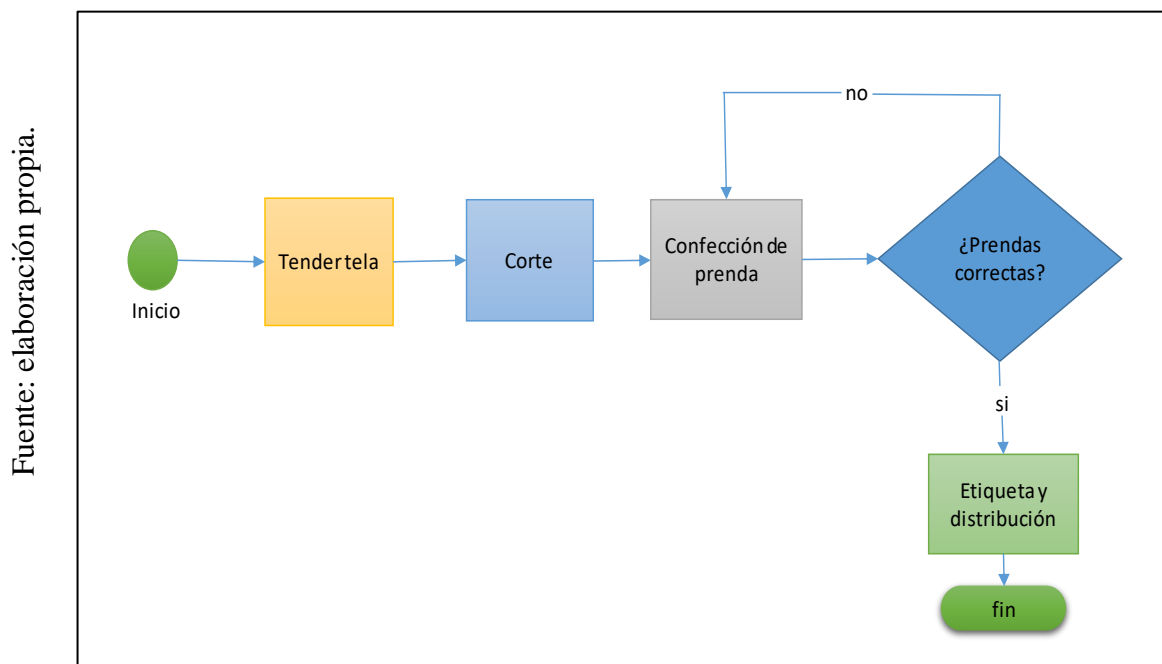 Fuente: elaboración propia.
no
Inicio
Tender tela
Corte
Confección de
prenda
¿Prendas
correctas?
si
Etiqueta y
distribución
fin